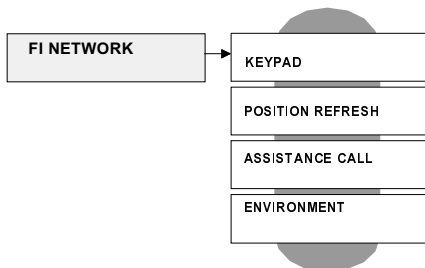 FI NETWORK
KEYPAD
POSITION REFRESH
ASSISTANCE CALL
ENVIRONMENT